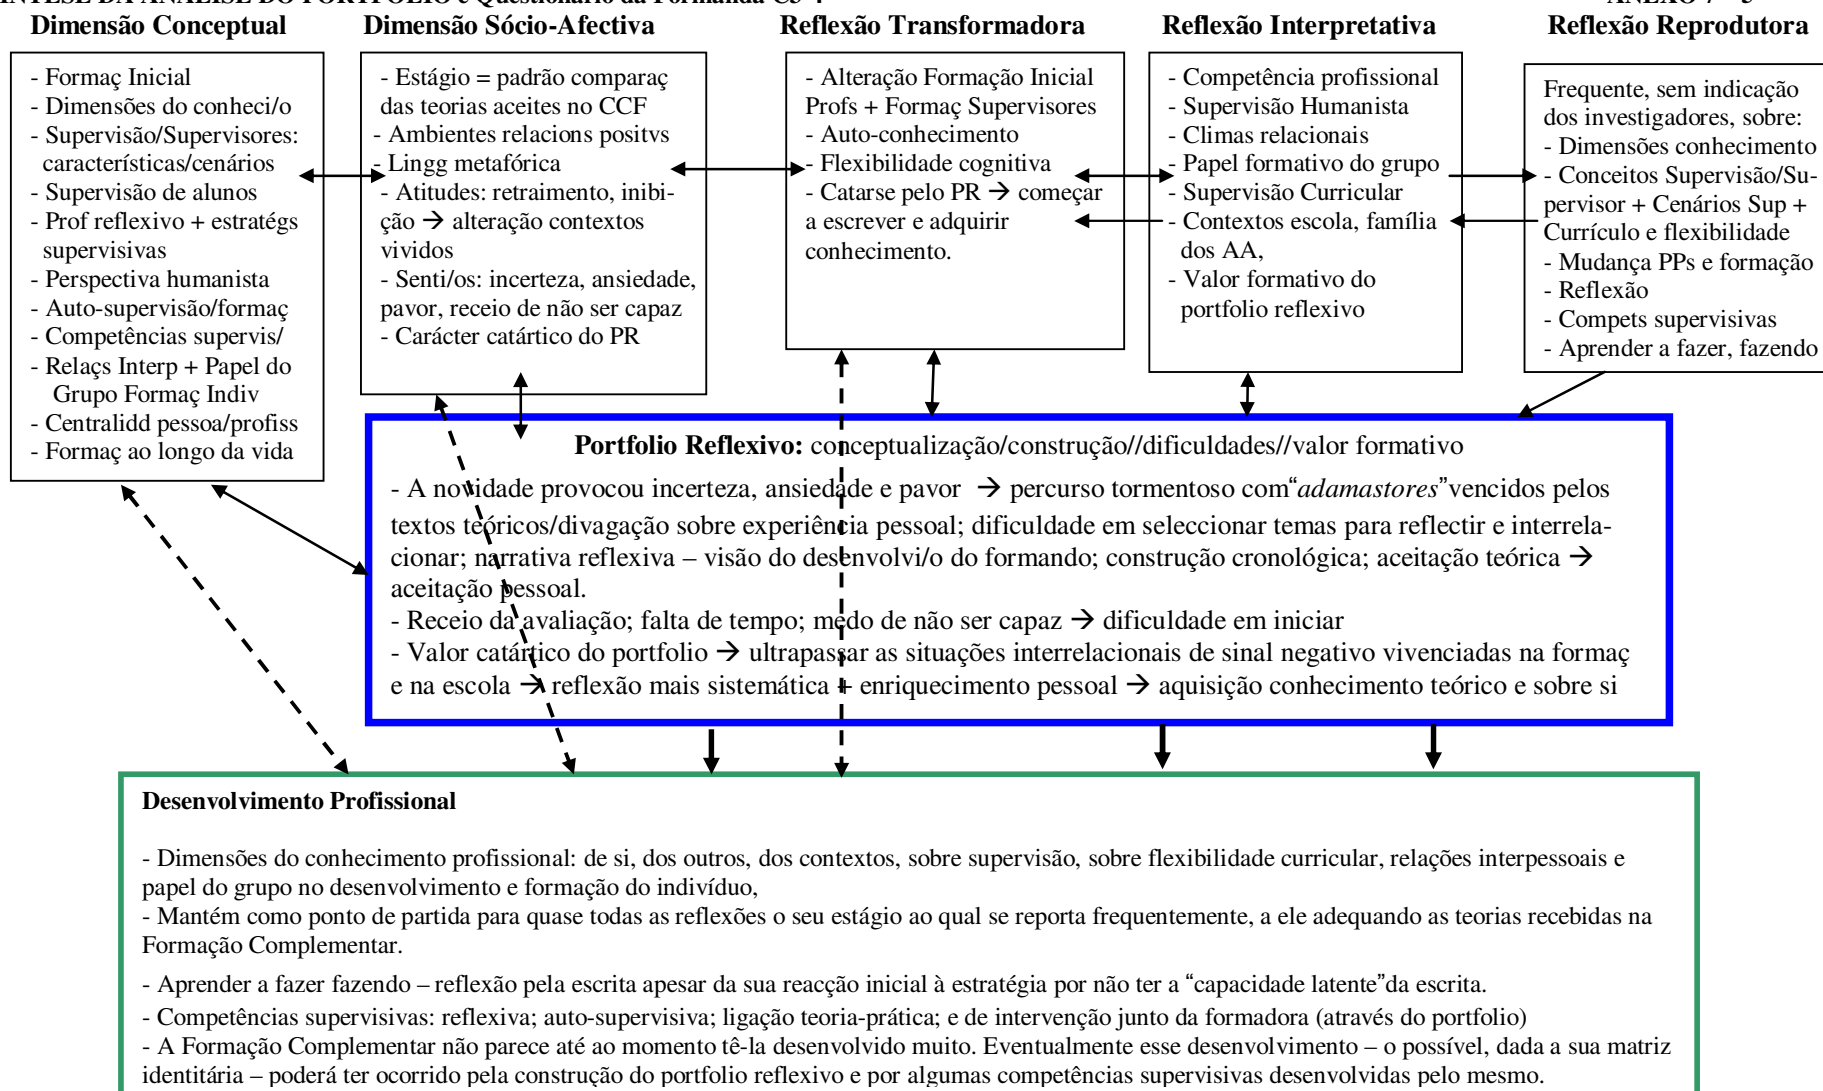 SÍNTESE DA ANÁLISE DO PORTFOLIO e Questionário da Formanda
Dimensão Conceptual
- Formaç Inicial
- Dimensões do conheci/o
- Supervisão/Supervisores:
características/cenários
- Supervisão de alunos
- Prof reflexivo + estratégs
supervisivas
- Perspectiva humanista
- Auto-supervisão/formaç
- Competências supervis/
- Relaçs Interp + Papel do
Grupo Formaç Indiv
- Centralidd pessoa/profiss
- Formaç ao longo da vida
Dimensão Sócio-Afectiva
- Estágio = padrão comparaç
das teorias aceites no CCF
- Ambientes relacions positvs
- Lingg metafórica
- Atitudes: retraimento, inibi-
ção → alteração contextos
vividos
- Senti/os: incerteza, ansiedade,
pavor, receio de não ser capaz
- Carácter catártico do PR
Reflexão Transformadora
- Alteração Formação Inicial
Profs + Formaç Supervisores
- Auto-conhecimento
- Flexibilidade cognitiva
- Catarse pelo PR → começar
a escrever e adquirir
conhecimento.
Reflexão Interpretativa
- Competência profissional
- Supervisão Humanista
- Climas relacionais
- Papel formativo do grupo
- Supervisão Curricular
- Contextos escola, família
dos AA,
- Valor formativo do
portfolio reflexivo
ANEXO 7
Reflexão Reprodutora
Frequente, sem indicação
dos investigadores, sobre:
- Dimensões conhecimento
- Conceitos Supervisão/Su-
pervisor + Cenários Sup +
Currículo e flexibilidade
- Mudança PPs e formação
- Reflexão
- Compets supervisivas
- Aprender a fazer, fazendo
Portfolio Reflexivo: conceptualização/construção//dificuldades//valor formativo
- A novidade provocou incerteza, ansiedade e pavor → percurso tormentoso com“adamastores”vencidos pelos
textos teóricos/divagação sobre experiência pessoal; dificuldade em seleccionar temas para reflectir e interrela-
cionar; narrativa reflexiva – visão do desenvolvi/o do formando; construção cronológica; aceitação teórica →
aceitação pessoal.
- Receio da avaliação; falta de tempo; medo de não ser capaz → dificuldade em iniciar
- Valor catártico do portfolio → ultrapassar as situações interrelacionais de sinal negativo vivenciadas na formaç
e na escola → reflexão mais sistemática + enriquecimento pessoal → aquisição conhecimento teórico e sobre si
Desenvolvimento Profissional
- Dimensões do conhecimento profissional: de si, dos outros, dos contextos, sobre supervisão, sobre flexibilidade curricular, relações interpessoais e
papel do grupo no desenvolvimento e formação do indivíduo,
- Mantém como ponto de partida para quase todas as reflexões o seu estágio ao qual se reporta frequentemente, a ele adequando as teorias recebidas na
Formação Complementar.
- Aprender a fazer fazendo – reflexão pela escrita apesar da sua reacção inicial à estratégia por não ter a “capacidade latente”da escrita.
- Competências supervisivas: reflexiva; auto-supervisiva; ligação teoria-prática; e de intervenção junto da formadora (através do portfolio)
- A Formação Complementar não parece até ao momento tê-la desenvolvido muito. Eventualmente esse desenvolvimento – o possível, dada a sua matriz
identitária – poderá ter ocorrido pela construção do portfolio reflexivo e por algumas competências supervisivas desenvolvidas pelo mesmo.